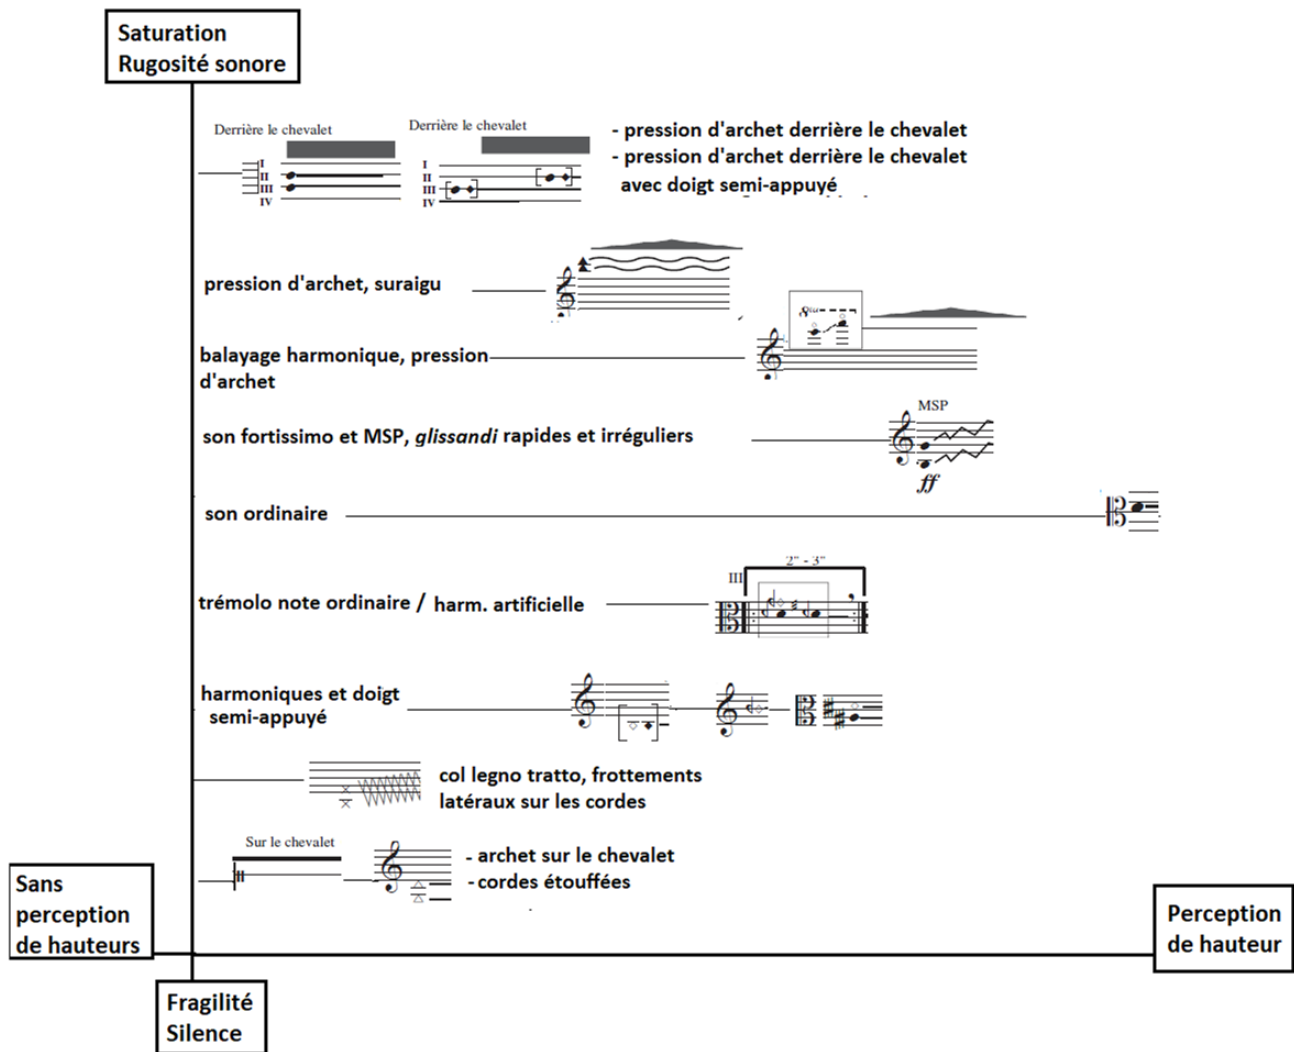 Saturation
Rugosité sonore
Derrière le chevalet
Derrière le chevalet
- pression d'archet derrière le chevalet
- pression d'archet derrière le chevalet
avec doigt semi-appuyé
I
II
III
IV
I
II
III
IV
pression d'archet, suraigu
8va
balayage harmonique, pression
d'archet
MSP
son fortissimo et MSP, glissandi rapides et irréguliers
ff
son ordinaire
2" - 3"
III
trémolo note ordinaire / harm. artificielle
harmoniques et doigt
semi-appuyé
col legno tratto, frottements
latéraux sur les cordes
Sur le chevalet
- archet sur le chevalet
- cordes étouffées
Sans
perception
de hauteurs
Perception
de hauteur
Fragilité
Silence